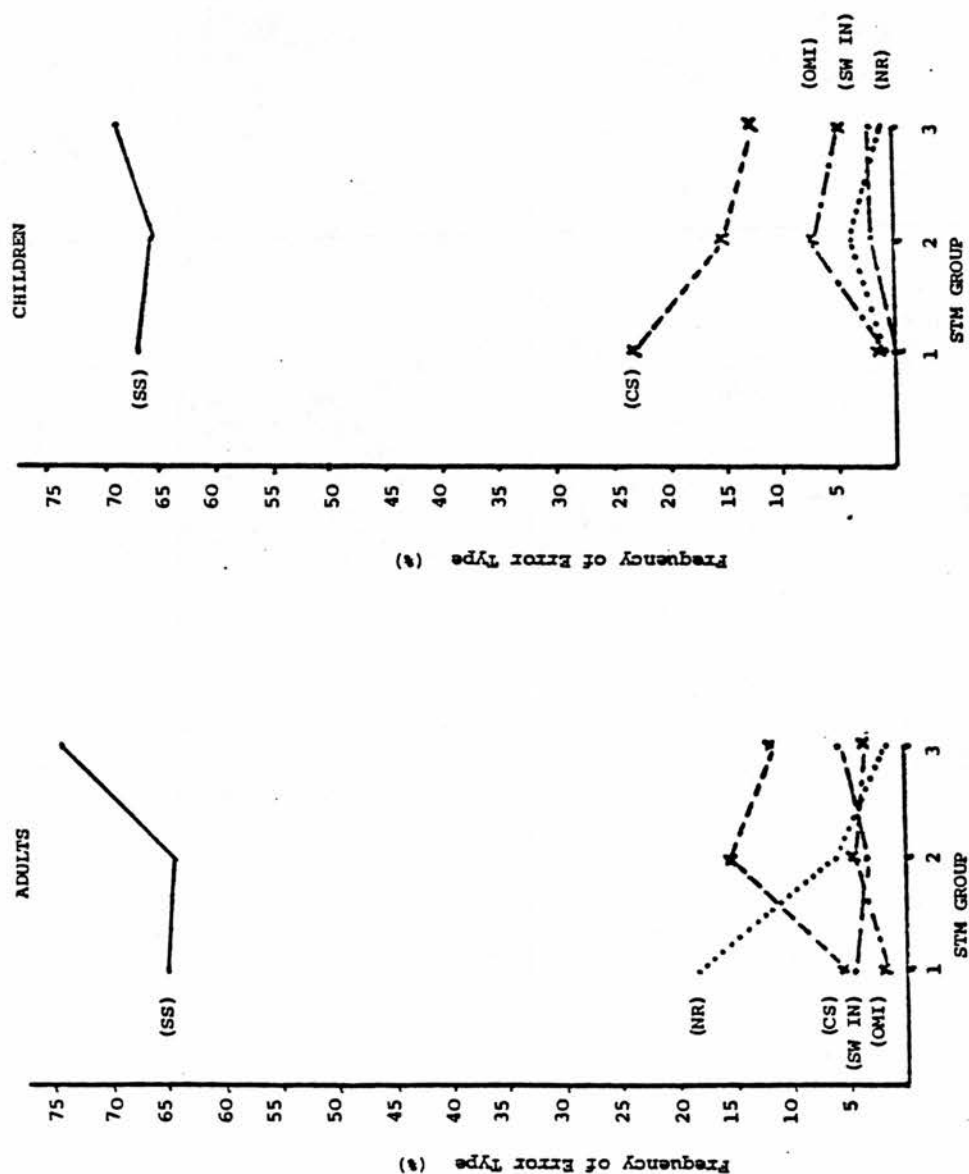 ADULTS
Frequency of Error Type (%)
75
70
65
60
55
50
45
40
35
30
25
20
15
10
5
(SS)
(NR)
(CS)
(SW IN)
(OMI)
1
2
3
STM GROUP
CHILDREN
Frequency of Error Type (%)
75
70
65
60
55
50
45
40
35
30
25
20
15
10
5
(SS)
(CS)
(OMI)
(SW IN)
(NR)
1
2
3
STM GROUP